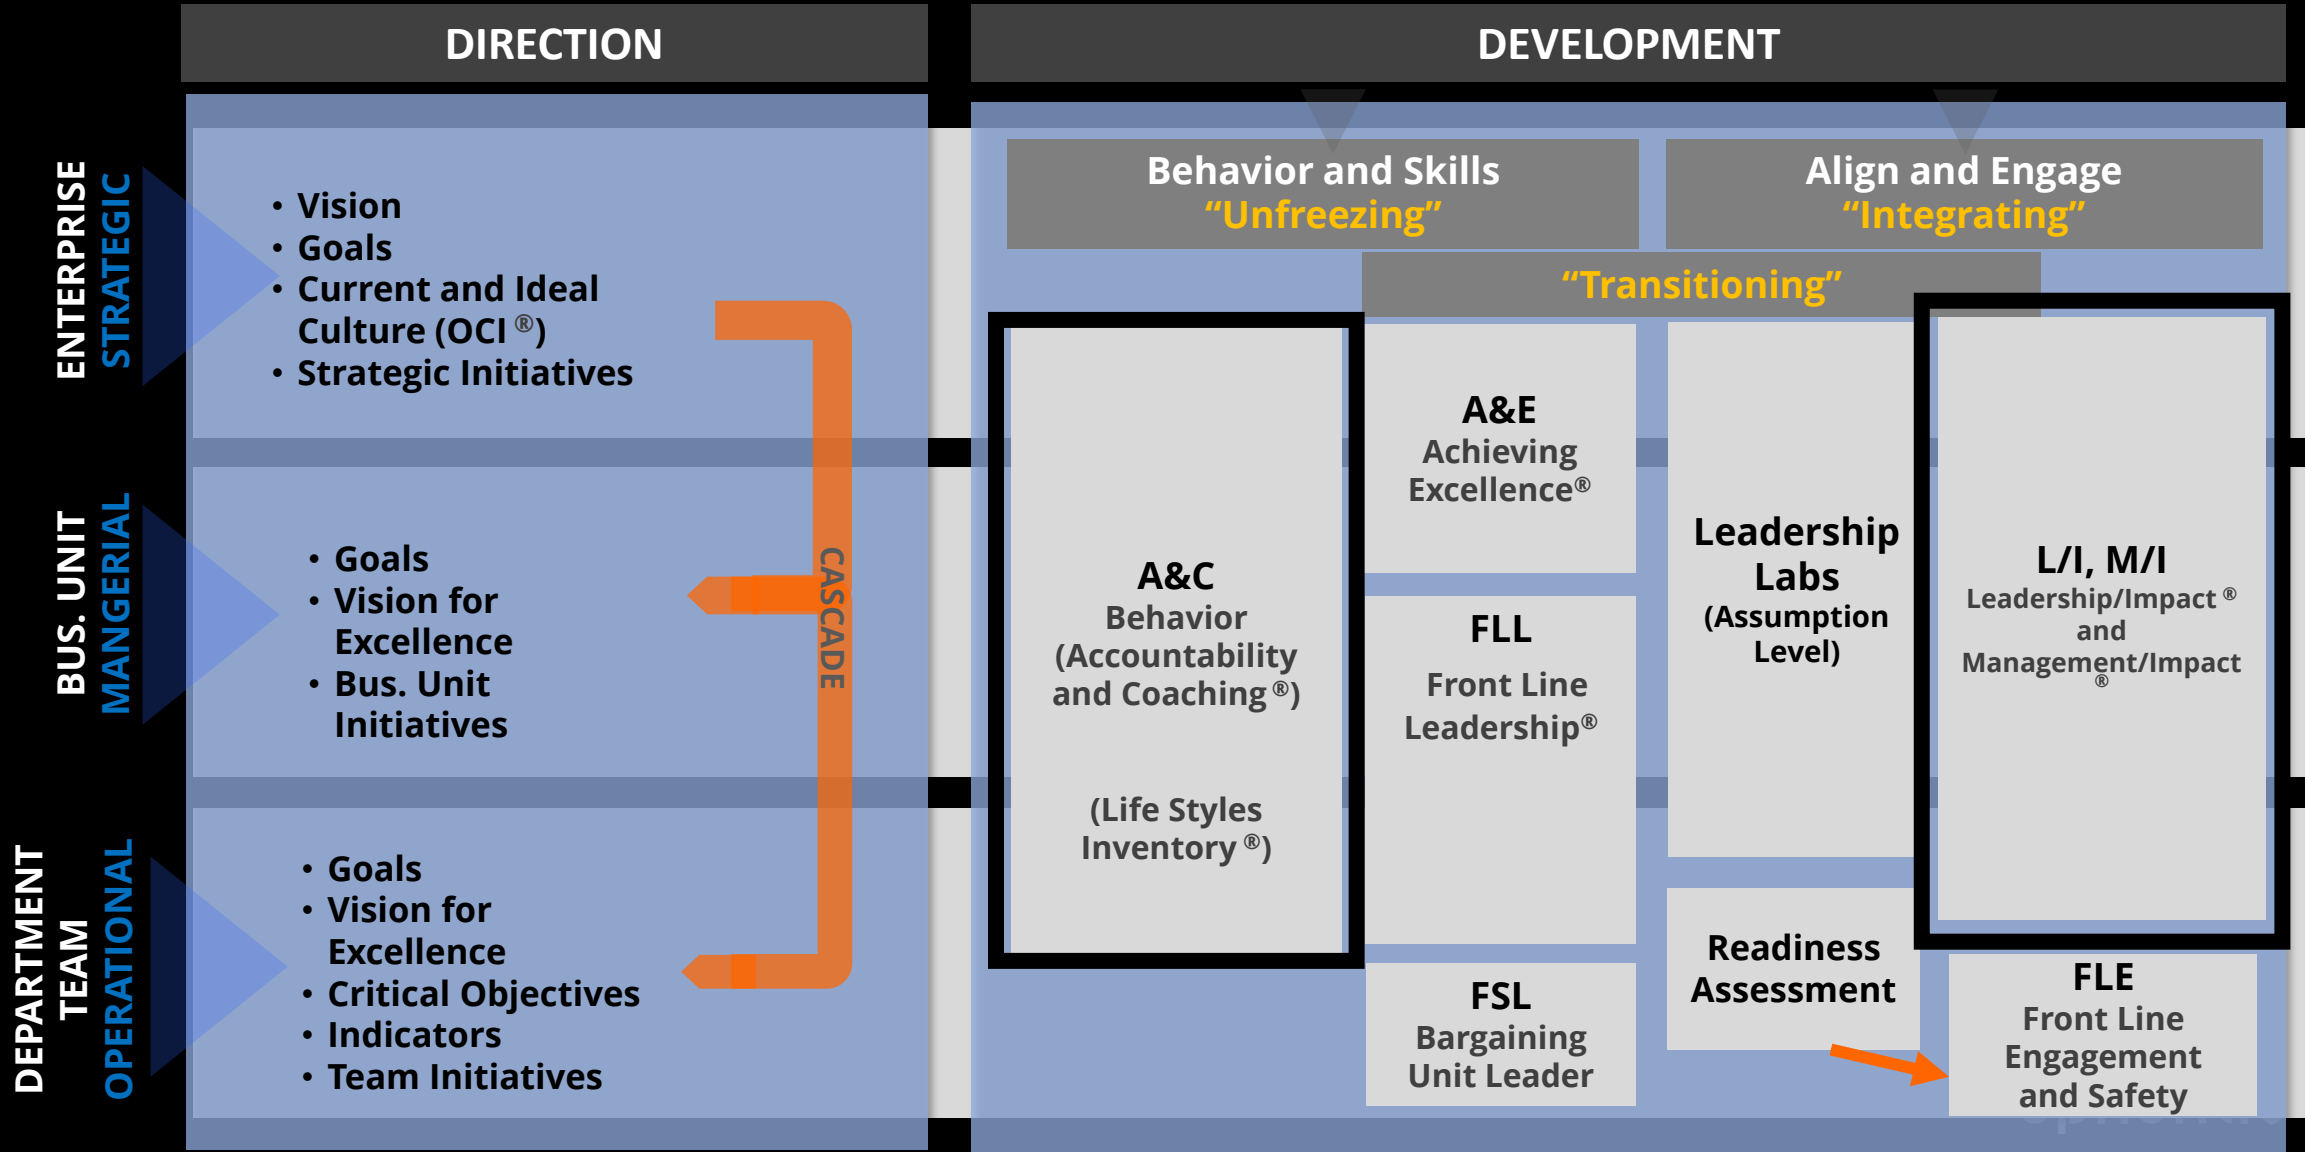 DIRECTION
DEVELOPMENT
ENTERPRISE
STRATEGIC
• Vision
• Goals
• Current and Ideal
Culture (OCI ®)
• Strategic Initiatives
BUS. UNIT
MANGERIAL
• Goals
• Vision for
Excellence
• Bus. Unit
Initiatives
DEPARTMENT
TEAM
OPERATIONAL
• Goals
• Vision for
Excellence
• Critical Objectives
• Indicators
• Team Initiatives
CASCADE
Behavior and Skills
“Unfreezing”
Align and Engage
“Integrating”
“Transitioning”
A&C
Behavior
(Accountability
and Coaching ®)
(Life Styles
Inventory ®)
A&E
Achieving
Excellence®
FLL
Front Line
Leadership®
FSL
Bargaining
Unit Leader
Leadership
Labs
(Assumption
Level)
Readiness
Assessment
L/I, M/I
Leadership/Impact ®
and
Management/Impact
®
FLE
Front Line
Engagement
and Safety